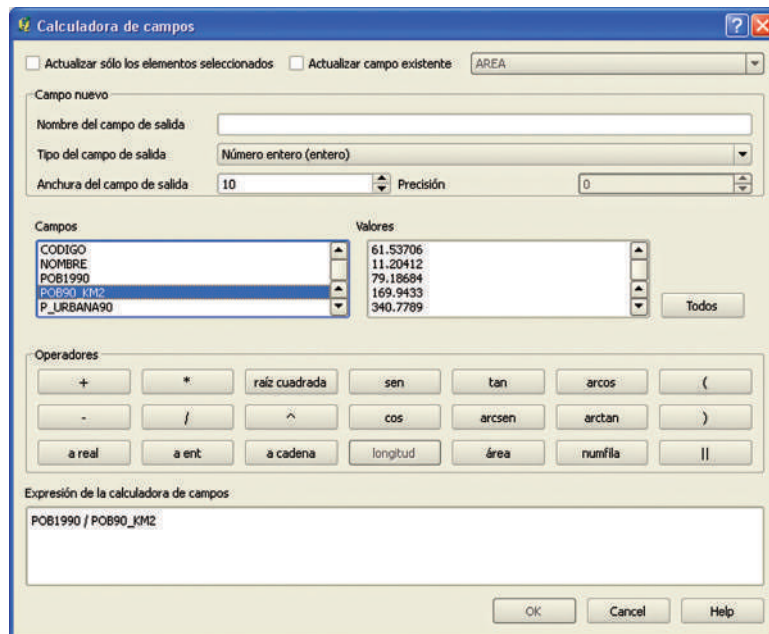 Calculadora de campos
Actualizar sólo los elementos seleccionados Actualizar campo existente AREA
Campo nuevo
Nombre del campo de salida
Tipo del campo de salida Número entero (entero)
Anchura del campo de salida 10 Precisión 0
Campos Valores
CODIGO 61.53706
NOMBRE 11.20412
POB1990 79.18684
POB90_KM2 169.9433
P_URBANA90 340.7789 Todos
Operadores
+ * raíz cuadrada sen tan arcos (
- / ^ cos arcsen arctan )
a real a ent a cadena longitud área numfila ||
Expresión de la calculadora de campos
POB1990 / POB90_KM2
OK Cancel Help